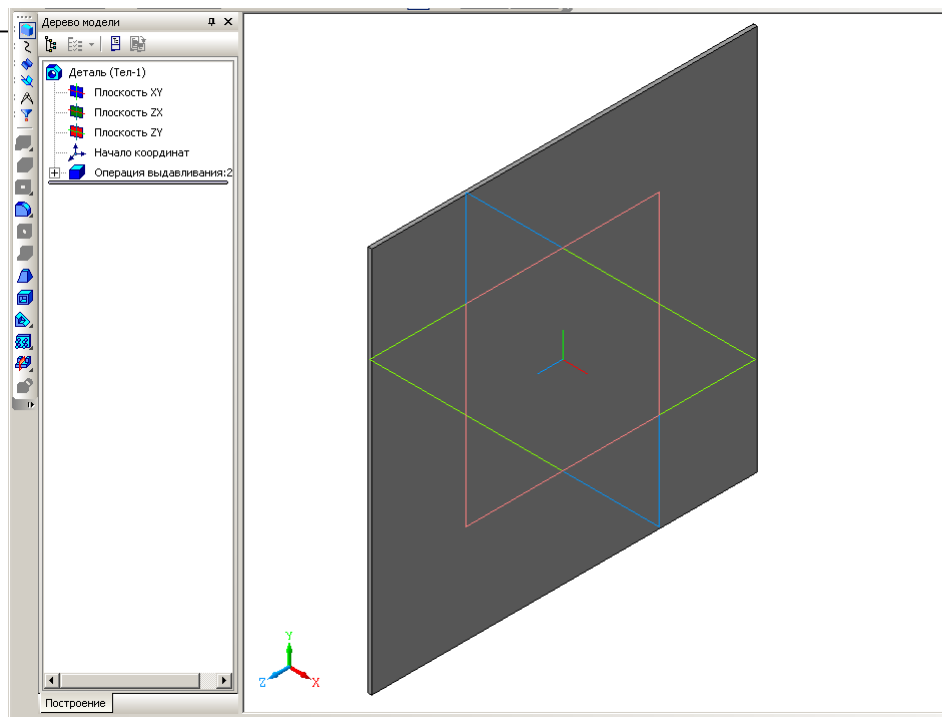 Дерево модели
Деталь (Тел-1)
Плоскость XY
Плоскость ZX
Плоскость ZY
Начало координат
Операция выдавливания:2
Y
Z
X
Построение